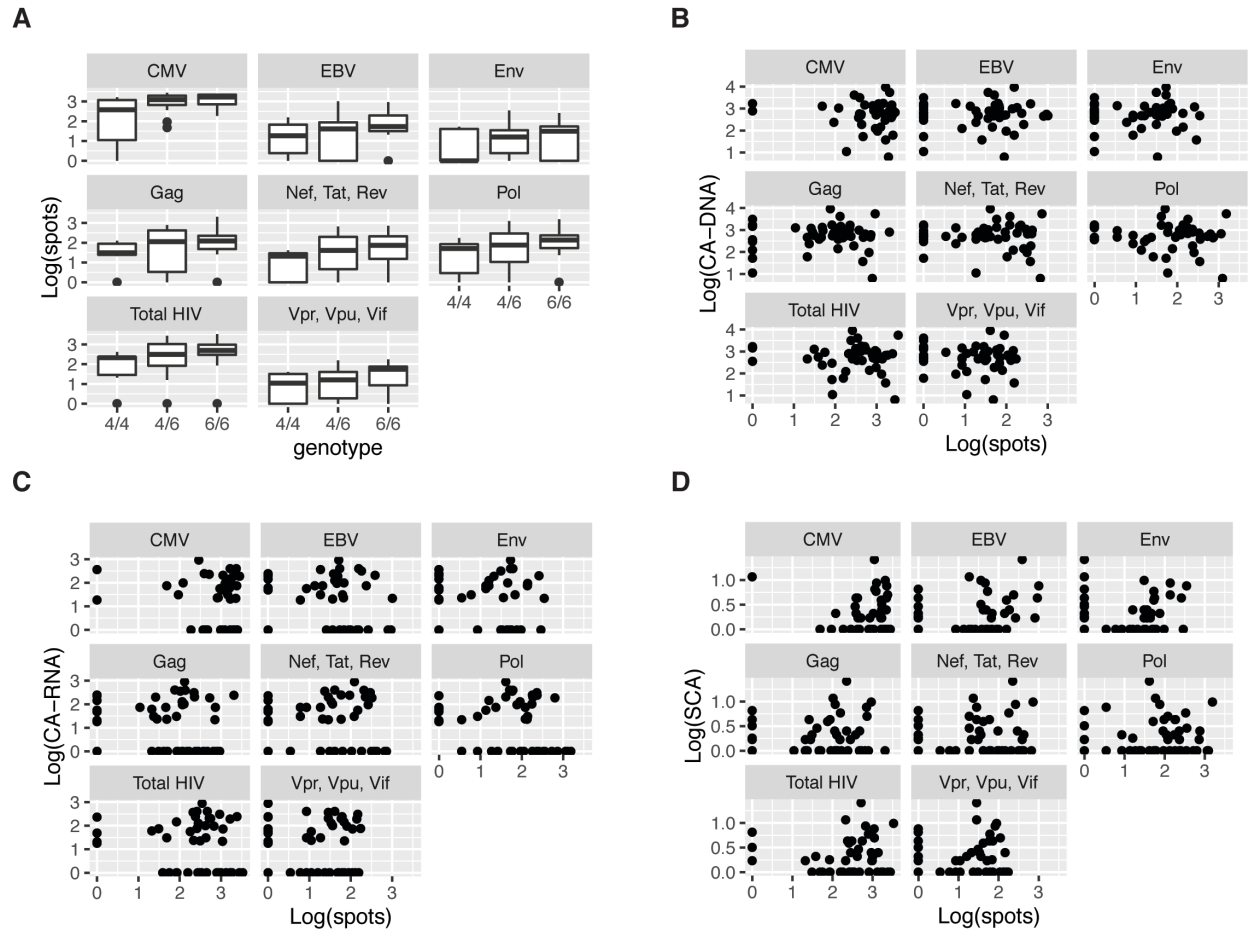 A
CMV
EBV
Env
3
2
1
0
Gag
Nef, Tat, Rev
Pol
3
2
1
0
4/4
4/6
6/6
Total HIV
Vpr, Vpu, Vif
3
2
1
0
4/4
4/6
6/6
4/4
4/6
6/6
Log(spots)
genotype
B
CMV
EBV
Env
4
3
2
1
Gag
Nef, Tat, Rev
Pol
4
3
2
1
0
1
2
3
Total HIV
Vpr, Vpu, Vif
4
3
2
1
0
1
2
3
0
1
2
3
Log(CA−DNA)
Log(spots)
C
CMV
EBV
Env
3
2
1
0
Gag
Nef, Tat, Rev
Pol
3
2
1
0
0
1
2
3
Total HIV
Vpr, Vpu, Vif
3
2
1
0
0
1
2
3
0
1
2
3
Log(CA−RNA)
Log(spots)
D
CMV
EBV
Env
1.0
0.5
0.0
Gag
Nef, Tat, Rev
Pol
1.0
0.5
0.0
0
1
2
3
Total HIV
Vpr, Vpu, Vif
1.0
0.5
0.0
0
1
2
3
0
1
2
3
Log(SCA)
Log(spots)